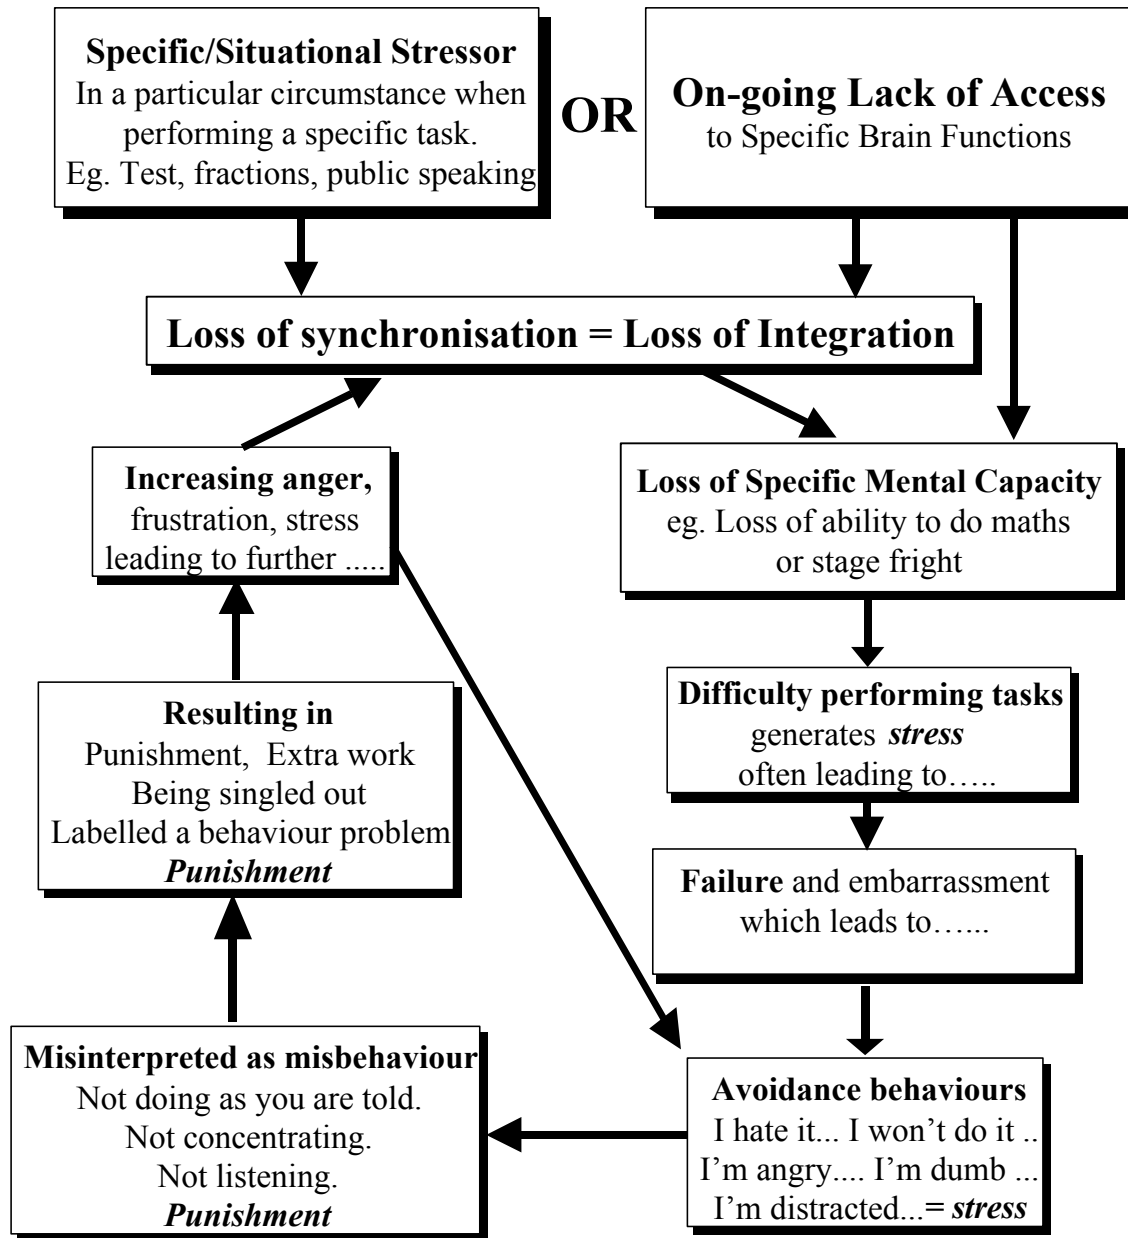 Specific/Situational Stressor
In a particular circumstance when
performing a specific task.
Eg. Test, fractions, public speaking
OR
On-going Lack of Access
to Specific Brain Functions
Loss of synchronisation = Loss of Integration
Loss of Specific Mental Capacity
eg. Loss of ability to do maths
or stage fright
Difficulty performing tasks
generates stress
often leading to…..
Failure and embarrassment
which leads to…...
Avoidance behaviours
I hate it... I won’t do it ..
I’m angry.... I’m dumb ...
I’m distracted...= stress
Misinterpreted as misbehaviour
Not doing as you are told.
Not concentrating.
Not listening.
Punishment
Resulting in
Punishment, Extra work
Being singled out
Labelled a behaviour problem
Punishment
Increasing anger,
frustration, stress
leading to further .....